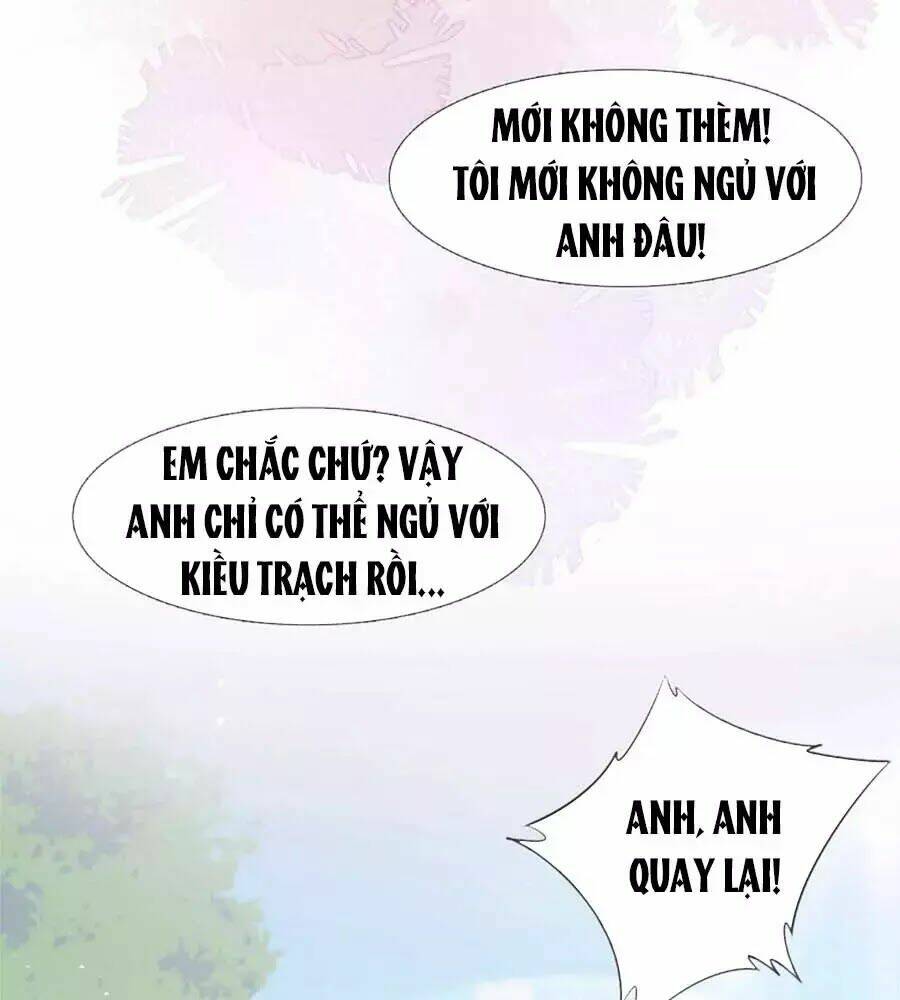 MỚI KHÔNG THÈM!
TÔI MỚI KHÔNG NGỦ VỚI
ANH ĐÂU!
EM CHẮC CHỨ? VẬY
ANH CHỈ CÓ THỂ NGỦ VỚI
KIỀU TRẠCH RỒI...
ANH, ANH
QUAY LẠI!